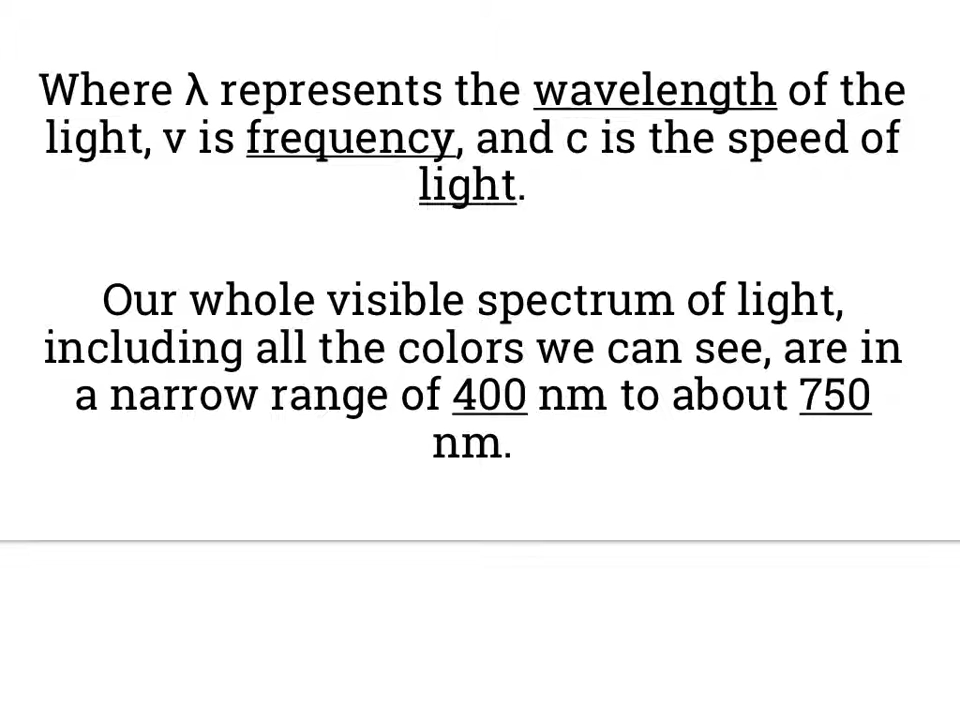 Where λ represents the wavelength of the
light, v is frequency, and c is the speed of
light.
Our whole visible spectrum of light,
including all the colors we can see, are in
a narrow range of 400 nm to about 750
nm.